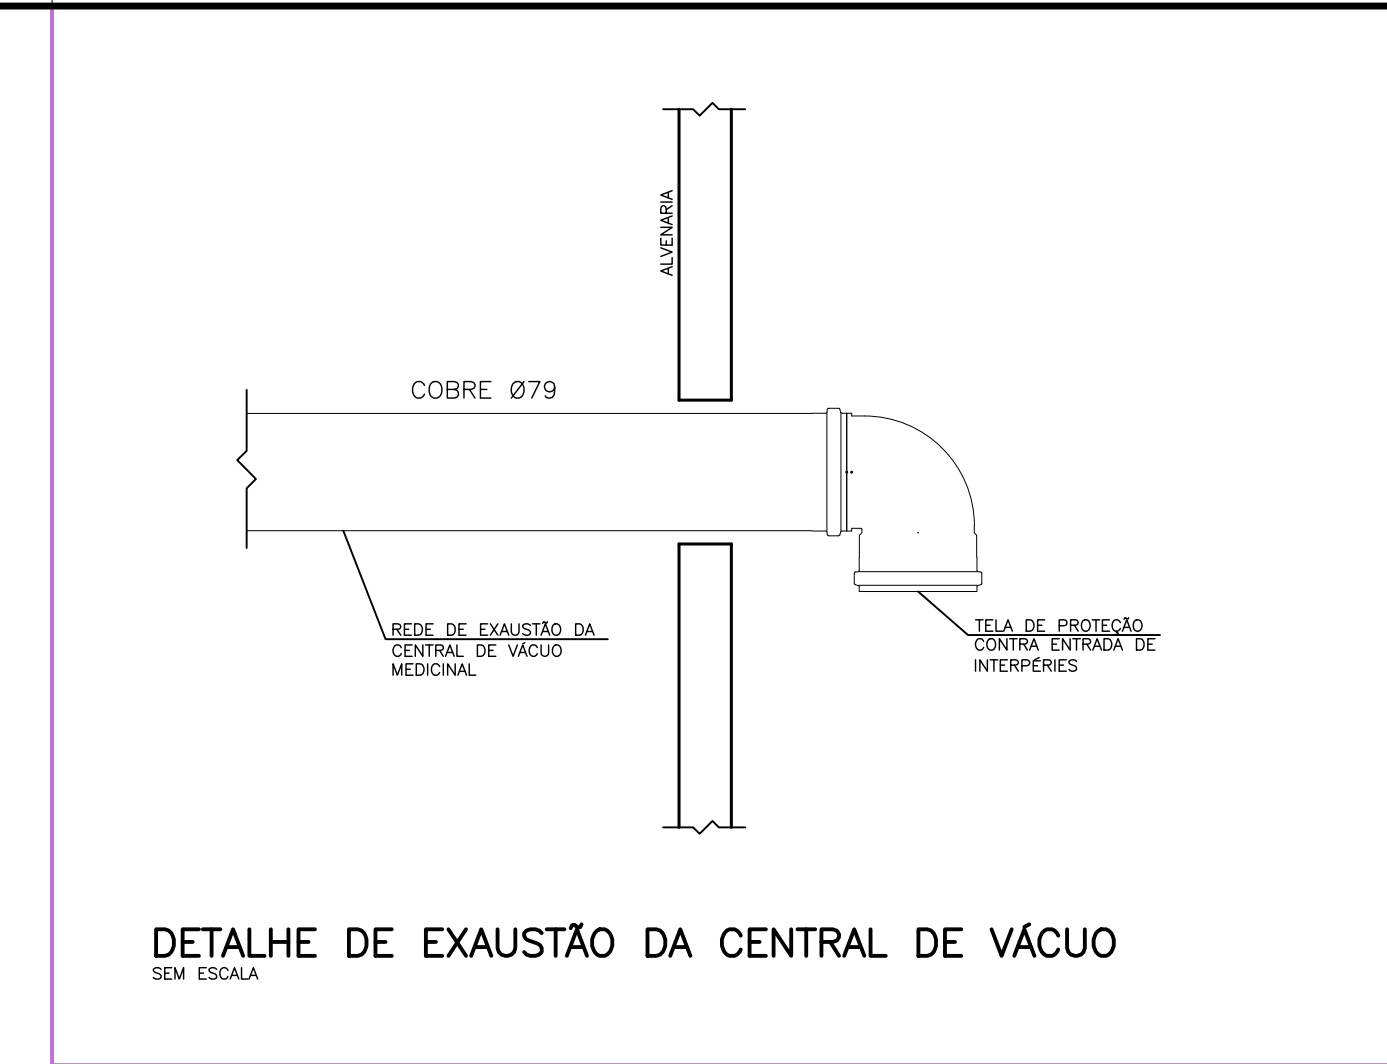 ALVENARIA
COBRE Ø79
REDE DE EXAUSTÃO DA
CENTRAL DE VÁCUO
MEDICINAL
TELA DE PROTEÇÃO
CONTRA ENTRADA DE
INTERPÉRIES
DETALHE DE EXAUSTÃO DA CENTRAL DE VÁCUO
SEM ESCALA